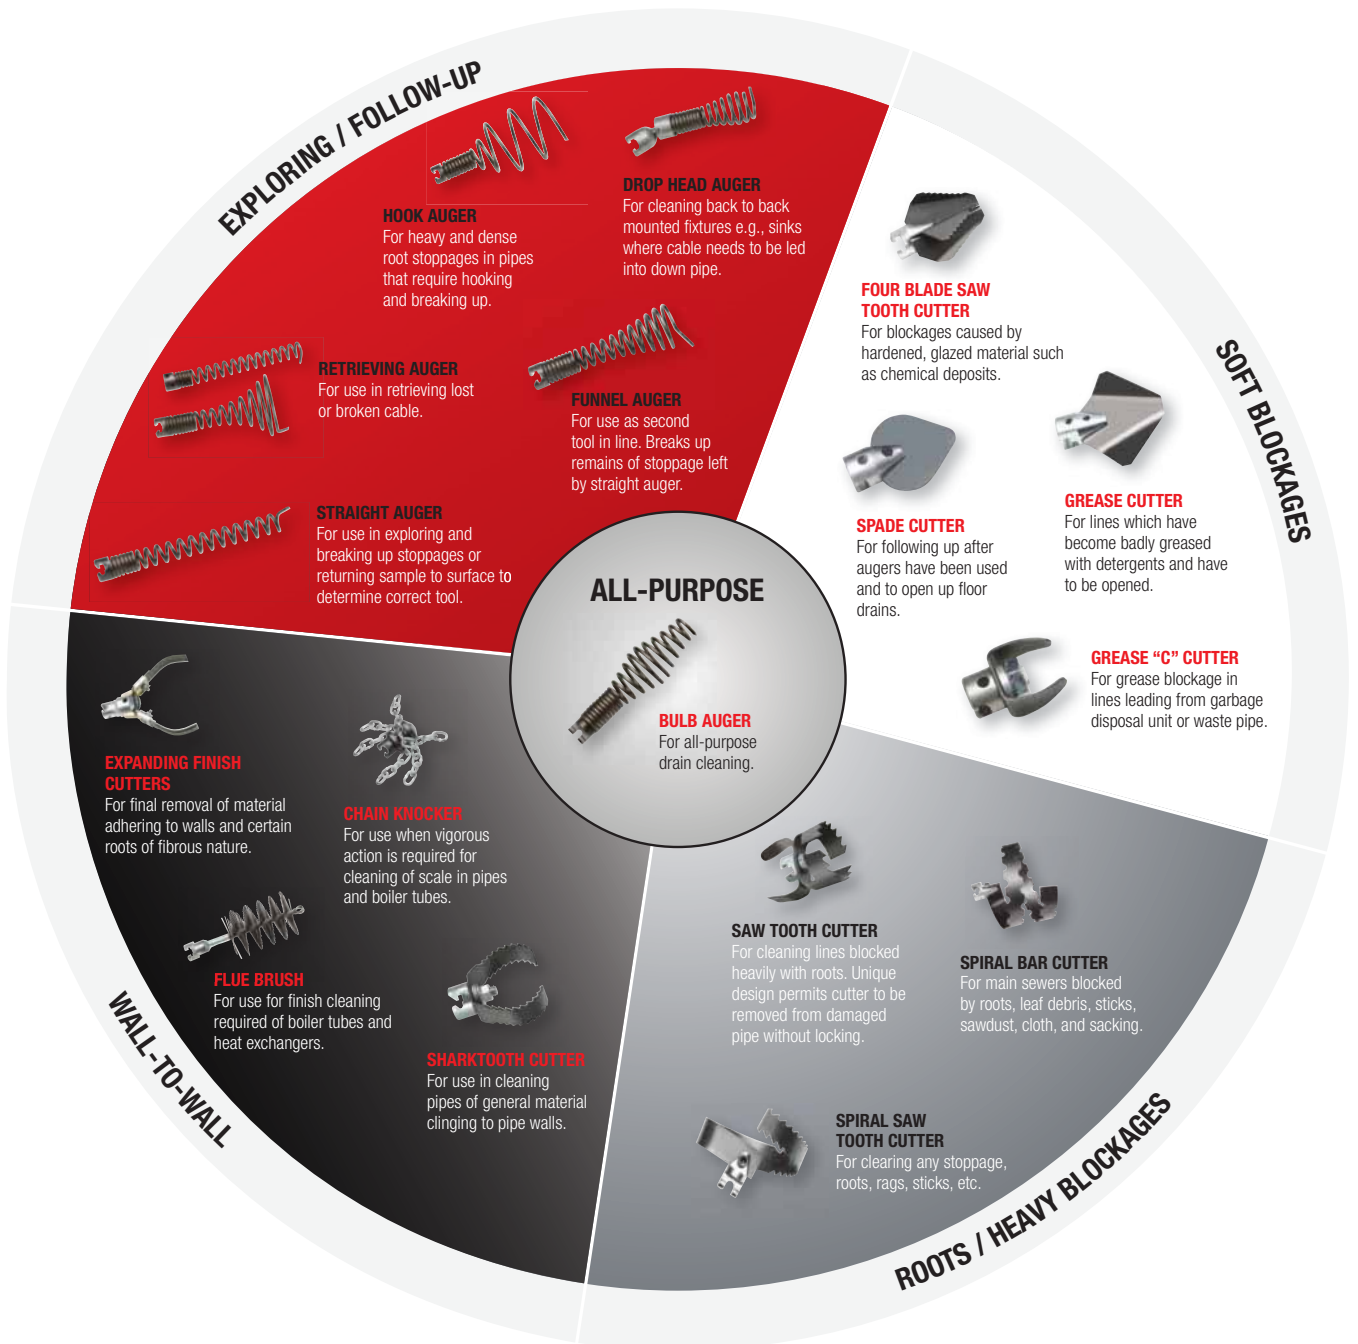 EXPLORING / FOLLOW-UP
HOOK AUGER
For heavy and dense
root stoppages in pipes
that require hooking
and breaking up.
DROP HEAD AUGER
For cleaning back to back
mounted fixtures e.g., sinks
where cable needs to be led
into down pipe.
RETRIEVING AUGER
For use in retrieving lost
or broken cable.
FUNNEL AUGER
For use as second
tool in line. Breaks up
remains of stoppage left
by straight auger.
STRAIGHT AUGER
For use in exploring and
breaking up stoppages or
returning sample to surface to
determine correct tool.
SOFT BLOCKAGES
FOUR BLADE SAW
TOOTH CUTTER
For blockages caused by
hardened, glazed material such
as chemical deposits.
SPADE CUTTER
For following up after
augers have been used
and to open up floor
drains.
GREASE CUTTER
For lines which have
become badly greased
with detergents and have
to be opened.
GREASE “C” CUTTER
For grease blockage in
lines leading from garbage
disposal unit or waste pipe.
ALL-PURPOSE
BULB AUGER
For all-purpose
drain cleaning.
WALL-TO-WALL
EXPANDING FINISH
CUTTERS
For final removal of material
adhering to walls and certain
roots of fibrous nature.
CHAIN KNOCKER
For use when vigorous
action is required for
cleaning of scale in pipes
and boiler tubes.
FLUE BRUSH
For use for finish cleaning
required of boiler tubes and
heat exchangers.
SHARKTOOTH CUTTER
For use in cleaning
pipes of general material
clinging to pipe walls.
ROOTS / HEAVY BLOCKAGES
SAW TOOTH CUTTER
For cleaning lines blocked
heavily with roots. Unique
design permits cutter to be
removed from damaged
pipe without locking.
SPIRAL BAR CUTTER
For main sewers blocked
by roots, leaf debris, sticks,
sawdust, cloth, and sacking.
SPIRAL SAW
TOOTH CUTTER
For clearing any stoppage,
roots, rags, sticks, etc.